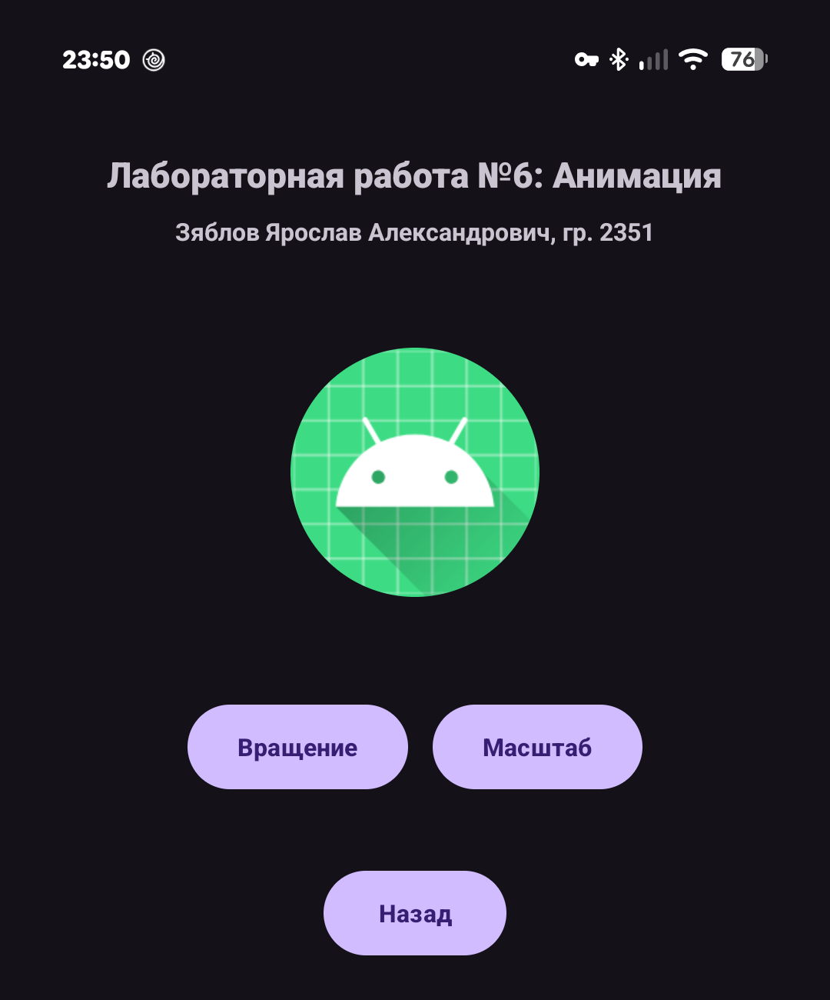 23:50 76
Лабораторная работа №6: Анимация
Зяблов Ярослав Александрович, гр. 2351
Вращение Масштаб
Назад